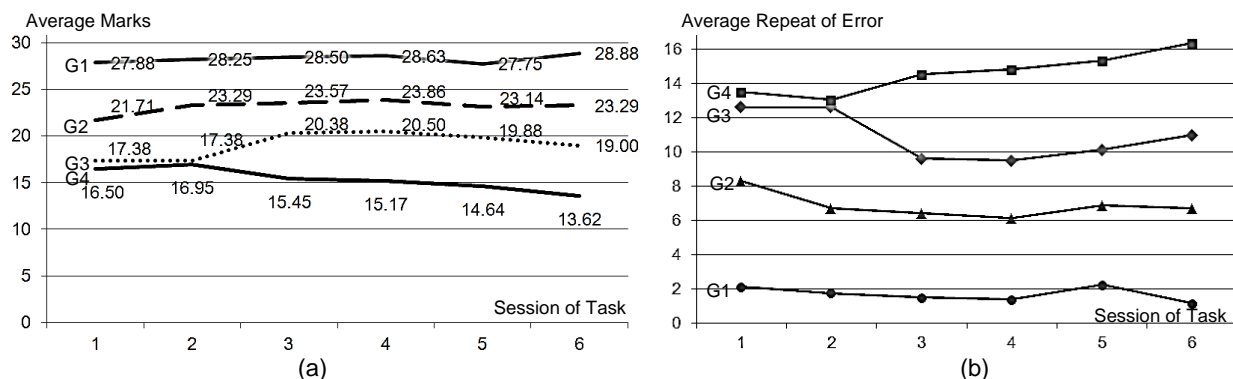 Average Marks
30
25
20
15
10
5
0
G1
27.88 28.25 28.50 28.63 27.75 28.88
G2
21.71 23.29 23.57 23.86 23.14 23.29
G3
17.38 17.38 20.38 20.50 19.88 19.00
G4
16.50 16.95 15.45 15.17 14.64 13.62
Session of Task
1 2 3 4 5 6
(a)
Average Repeat of Error
16
14
12
10
8
6
4
2
0
G4
G3
G2
G1
Session of Task
1 2 3 4 5 6
(b)